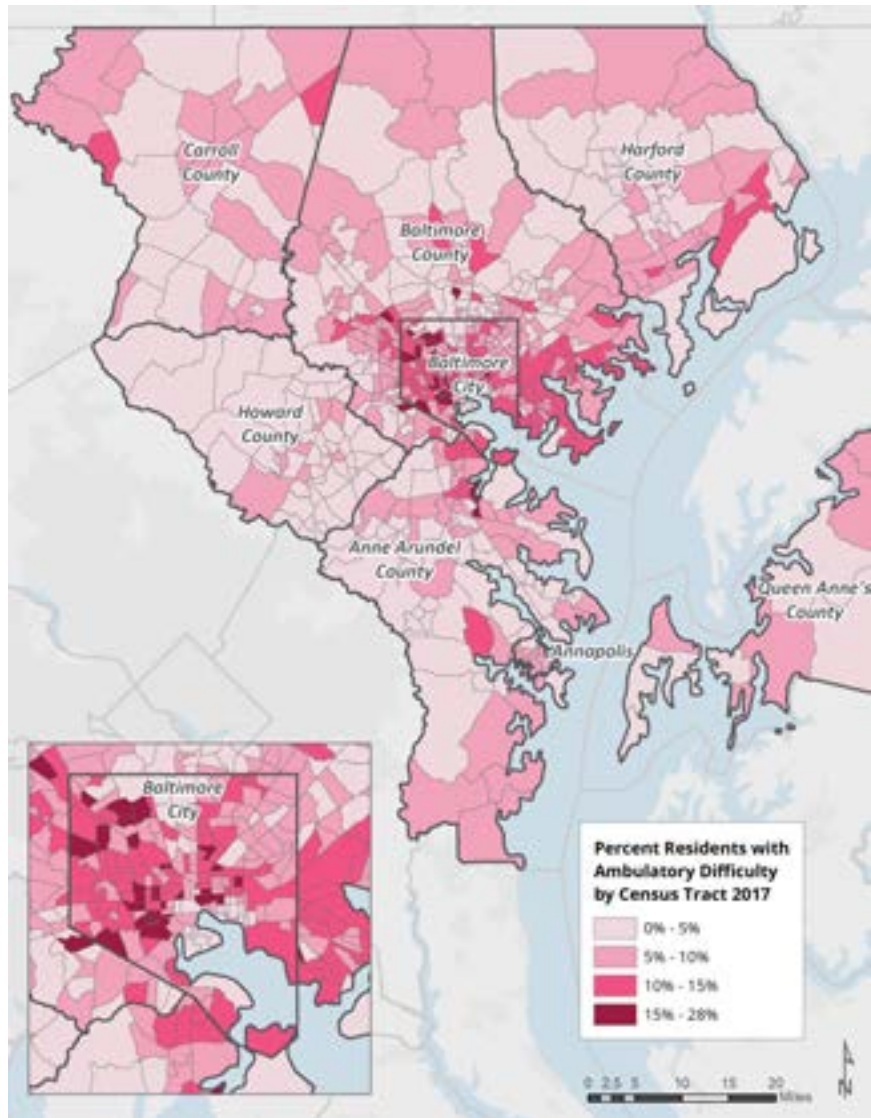 Carroll
County
Harford
County
Baltimore
County
Baltimore
City
Howard
County
Anne Arundel
County
Queen Anne's
County
Annapolis
Baltimore
City
Percent Residents with
Ambulatory Difficulty
by Census Tract 2017
0% - 5%
5% - 10%
10% - 15%
15% - 28%
0 2.5 5 10 15 20
Miles
N